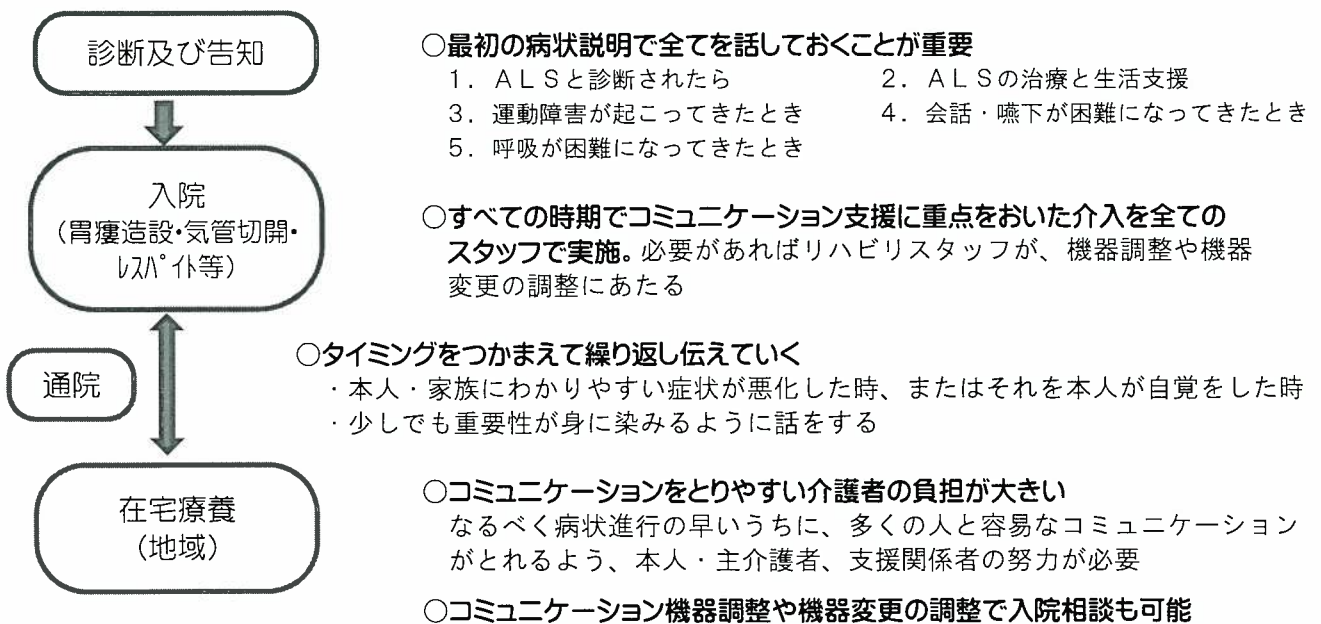 診断及び告知
○最初の病状説明で全てを話しておくことが重要
1．ＡＬＳと診断されたら　2．ＡＬＳの治療と生活支援
3．運動障害が起こってきたとき　4．会話・嚥下が困難になってきたとき
5．呼吸が困難になってきたとき
入院
(胃瘻造設・気管切開・
ﾚｽﾊﾟｲﾄ等)
○すべての時期でコミュニケーション支援に重点をおいた介入を全ての
スタッフで実施。必要があればリハビリスタッフが、機器調整や機器
変更の調整にあたる
通院
○タイミングをつかまえて繰り返し伝えていく
・本人・家族にわかりやすい症状が悪化した時、またはそれを本人が自覚をした時
・少しでも重要性が身に染みるように話をする
在宅療養
(地域)
○コミュニケーションをとりやすい介護者の負担が大きい
なるべく病状進行の早いうちに、多くの人と容易なコミュニケーション
がとれるよう、本人・主介護者、支援関係者の努力が必要
○コミュニケーション機器調整や機器変更の調整で入院相談も可能